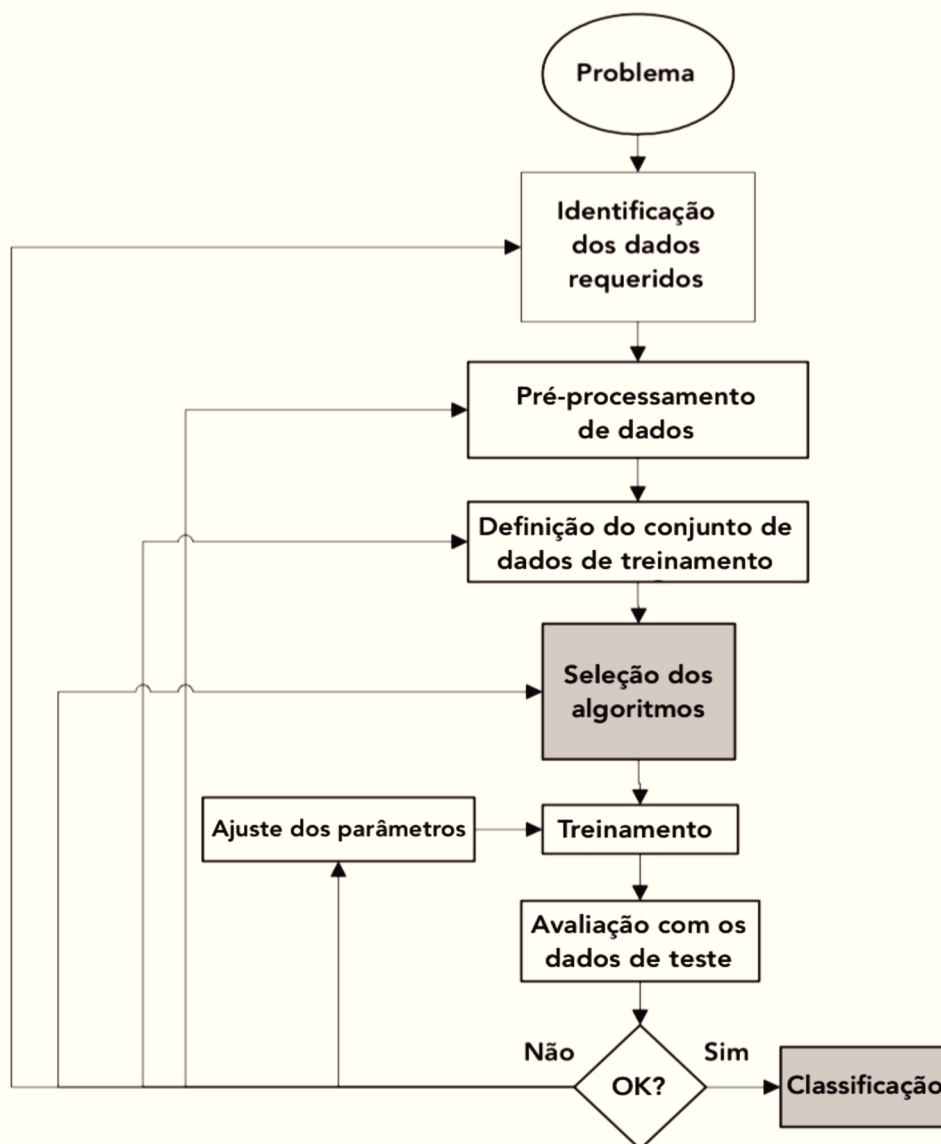 Problema
Identificação
dos dados
requeridos
Pré-processamento
de dados
Definição do conjunto de
dados de treinamento
Seleção dos
algoritmos
Ajuste dos parâmetros
Treinamento
Avaliação com os
dados de teste
Não
Sim
OK?
Classificação